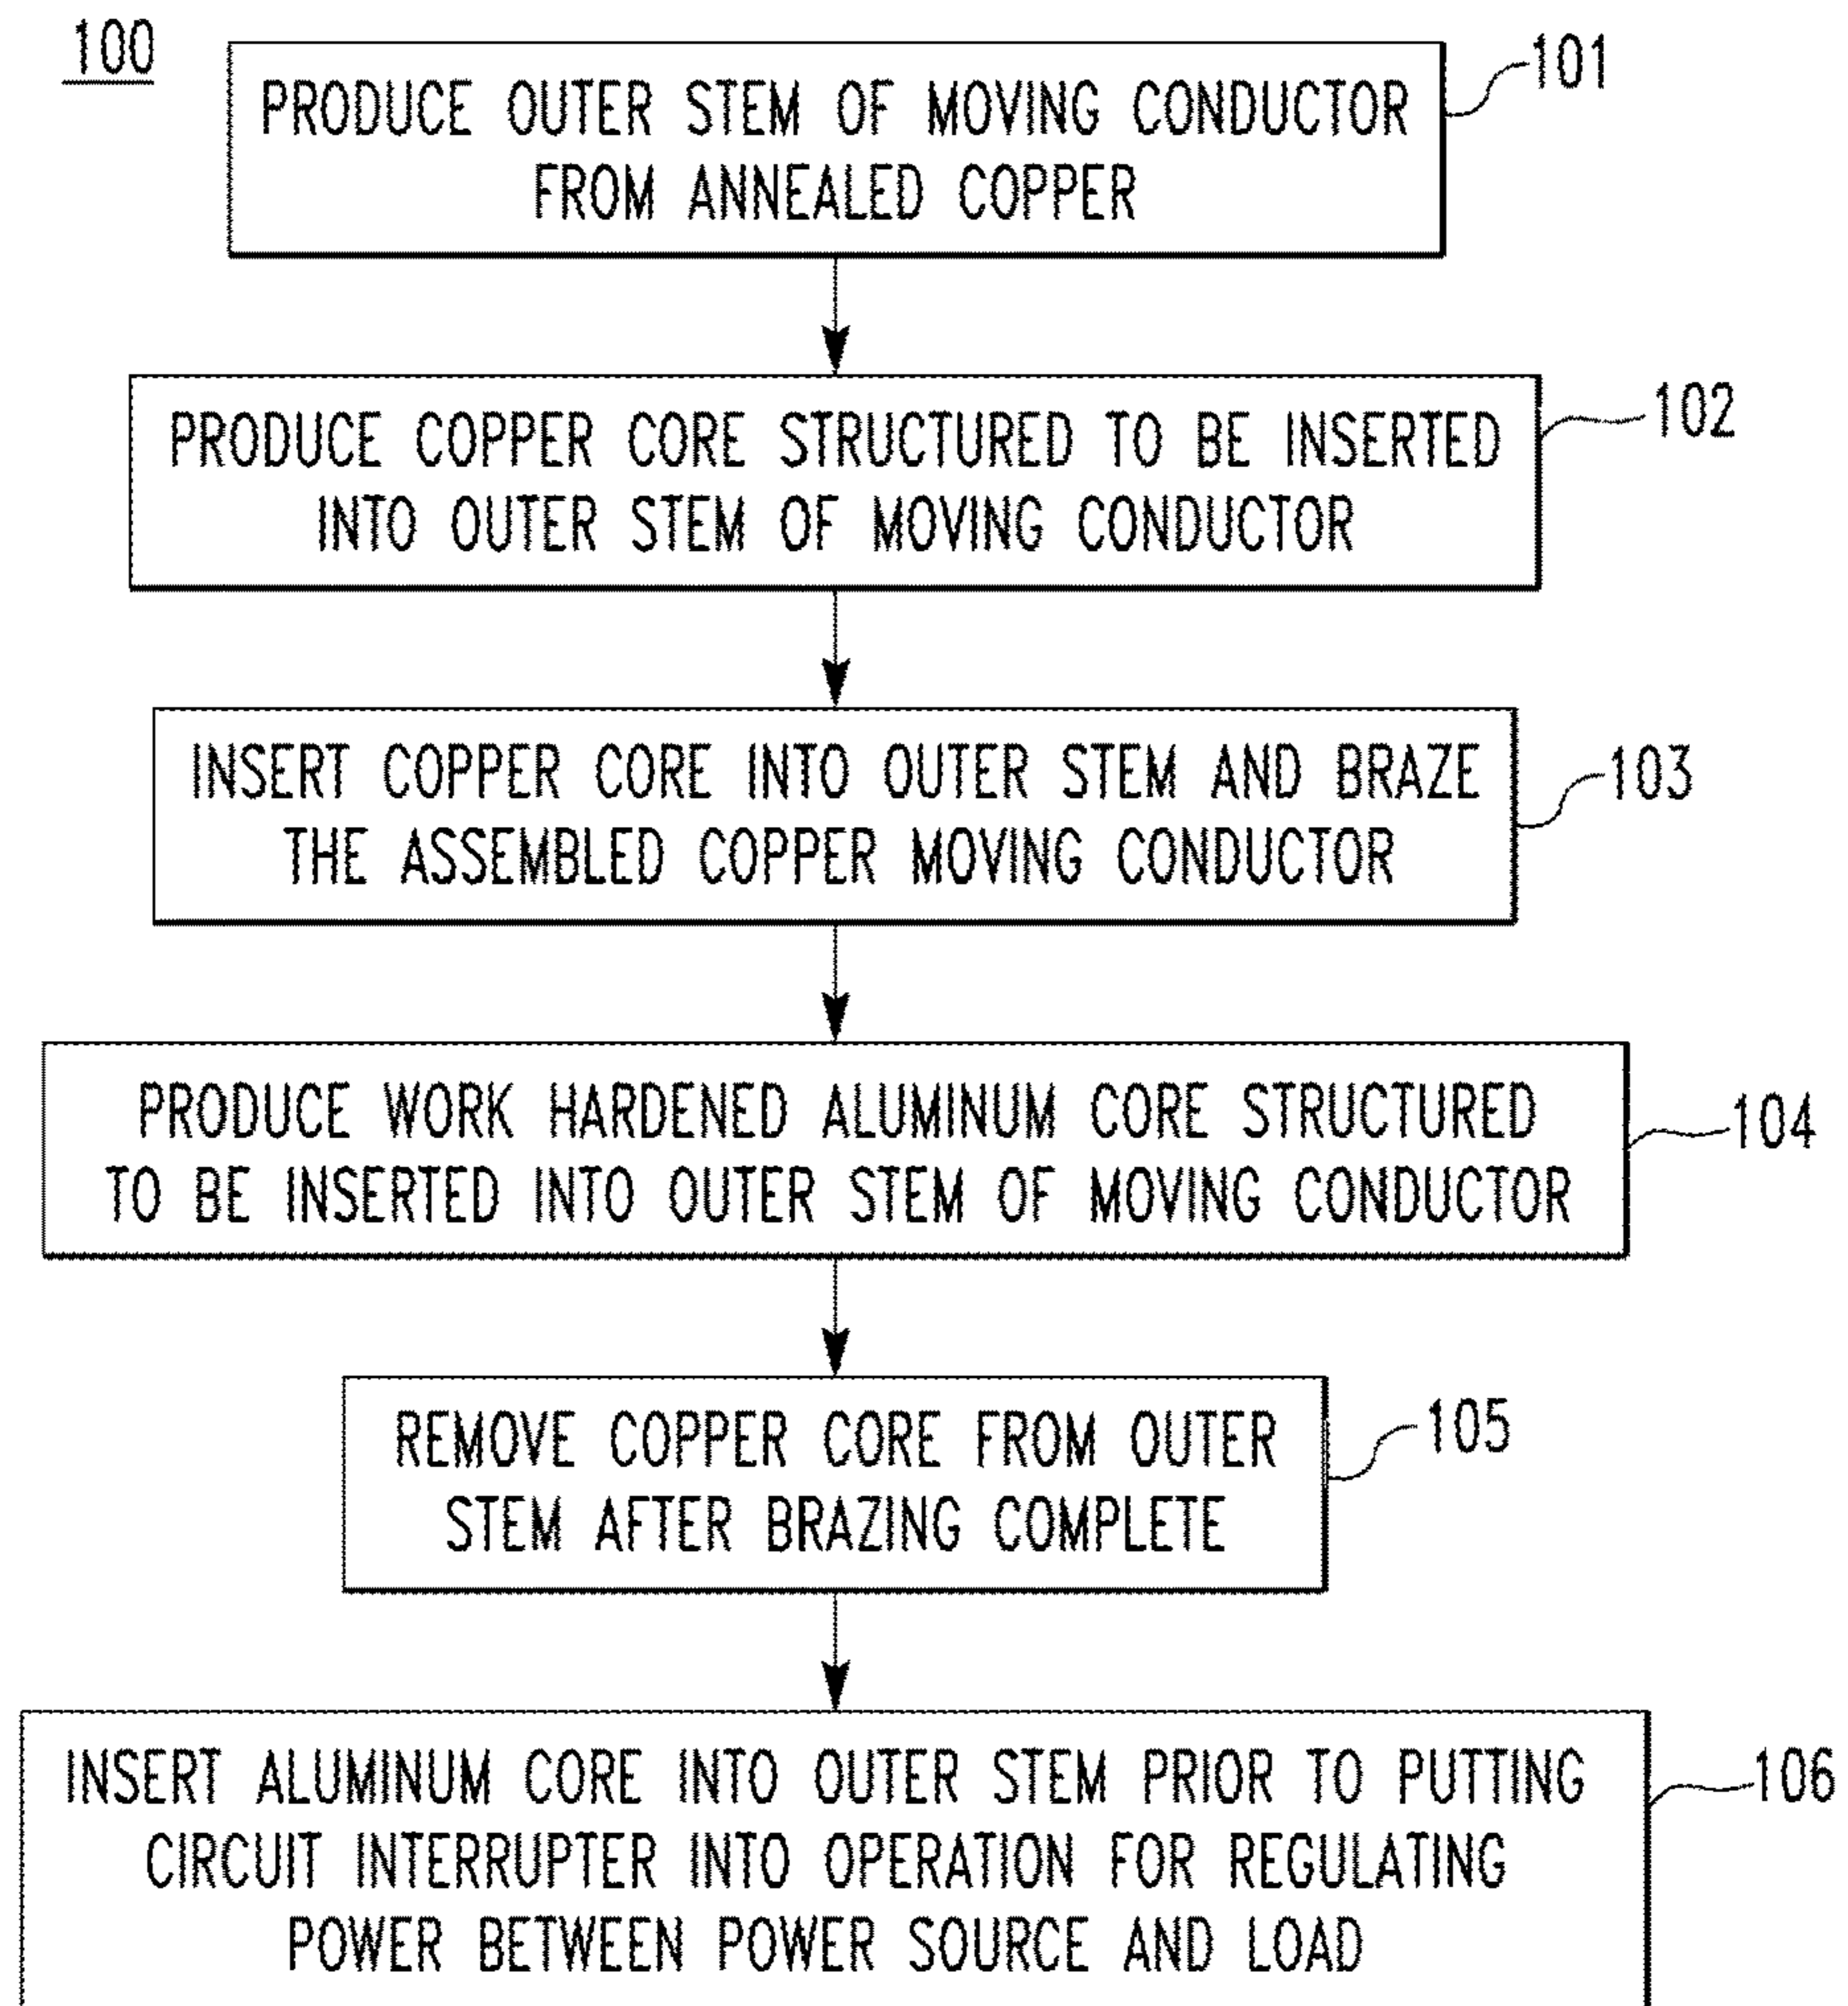 100
101
PRODUCE OUTER STEM OF MOVING CONDUCTOR
FROM ANNEALED COPPER
102
PRODUCE COPPER CORE STRUCTURED TO BE INSERTED
INTO OUTER STEM OF MOVING CONDUCTOR
103
INSERT COPPER CORE INTO OUTER STEM AND BRAZE
THE ASSEMBLED COPPER MOVING CONDUCTOR
104
PRODUCE WORK HARDENED ALUMINUM CORE STRUCTURED
TO BE INSERTED INTO OUTER STEM OF MOVING CONDUCTOR
105
REMOVE COPPER CORE FROM OUTER
STEM AFTER BRAZING COMPLETE
106
INSERT ALUMINUM CORE INTO OUTER STEM PRIOR TO PUTTING
CIRCUIT INTERRUPTER INTO OPERATION FOR REGULATING
POWER BETWEEN POWER SOURCE AND LOAD